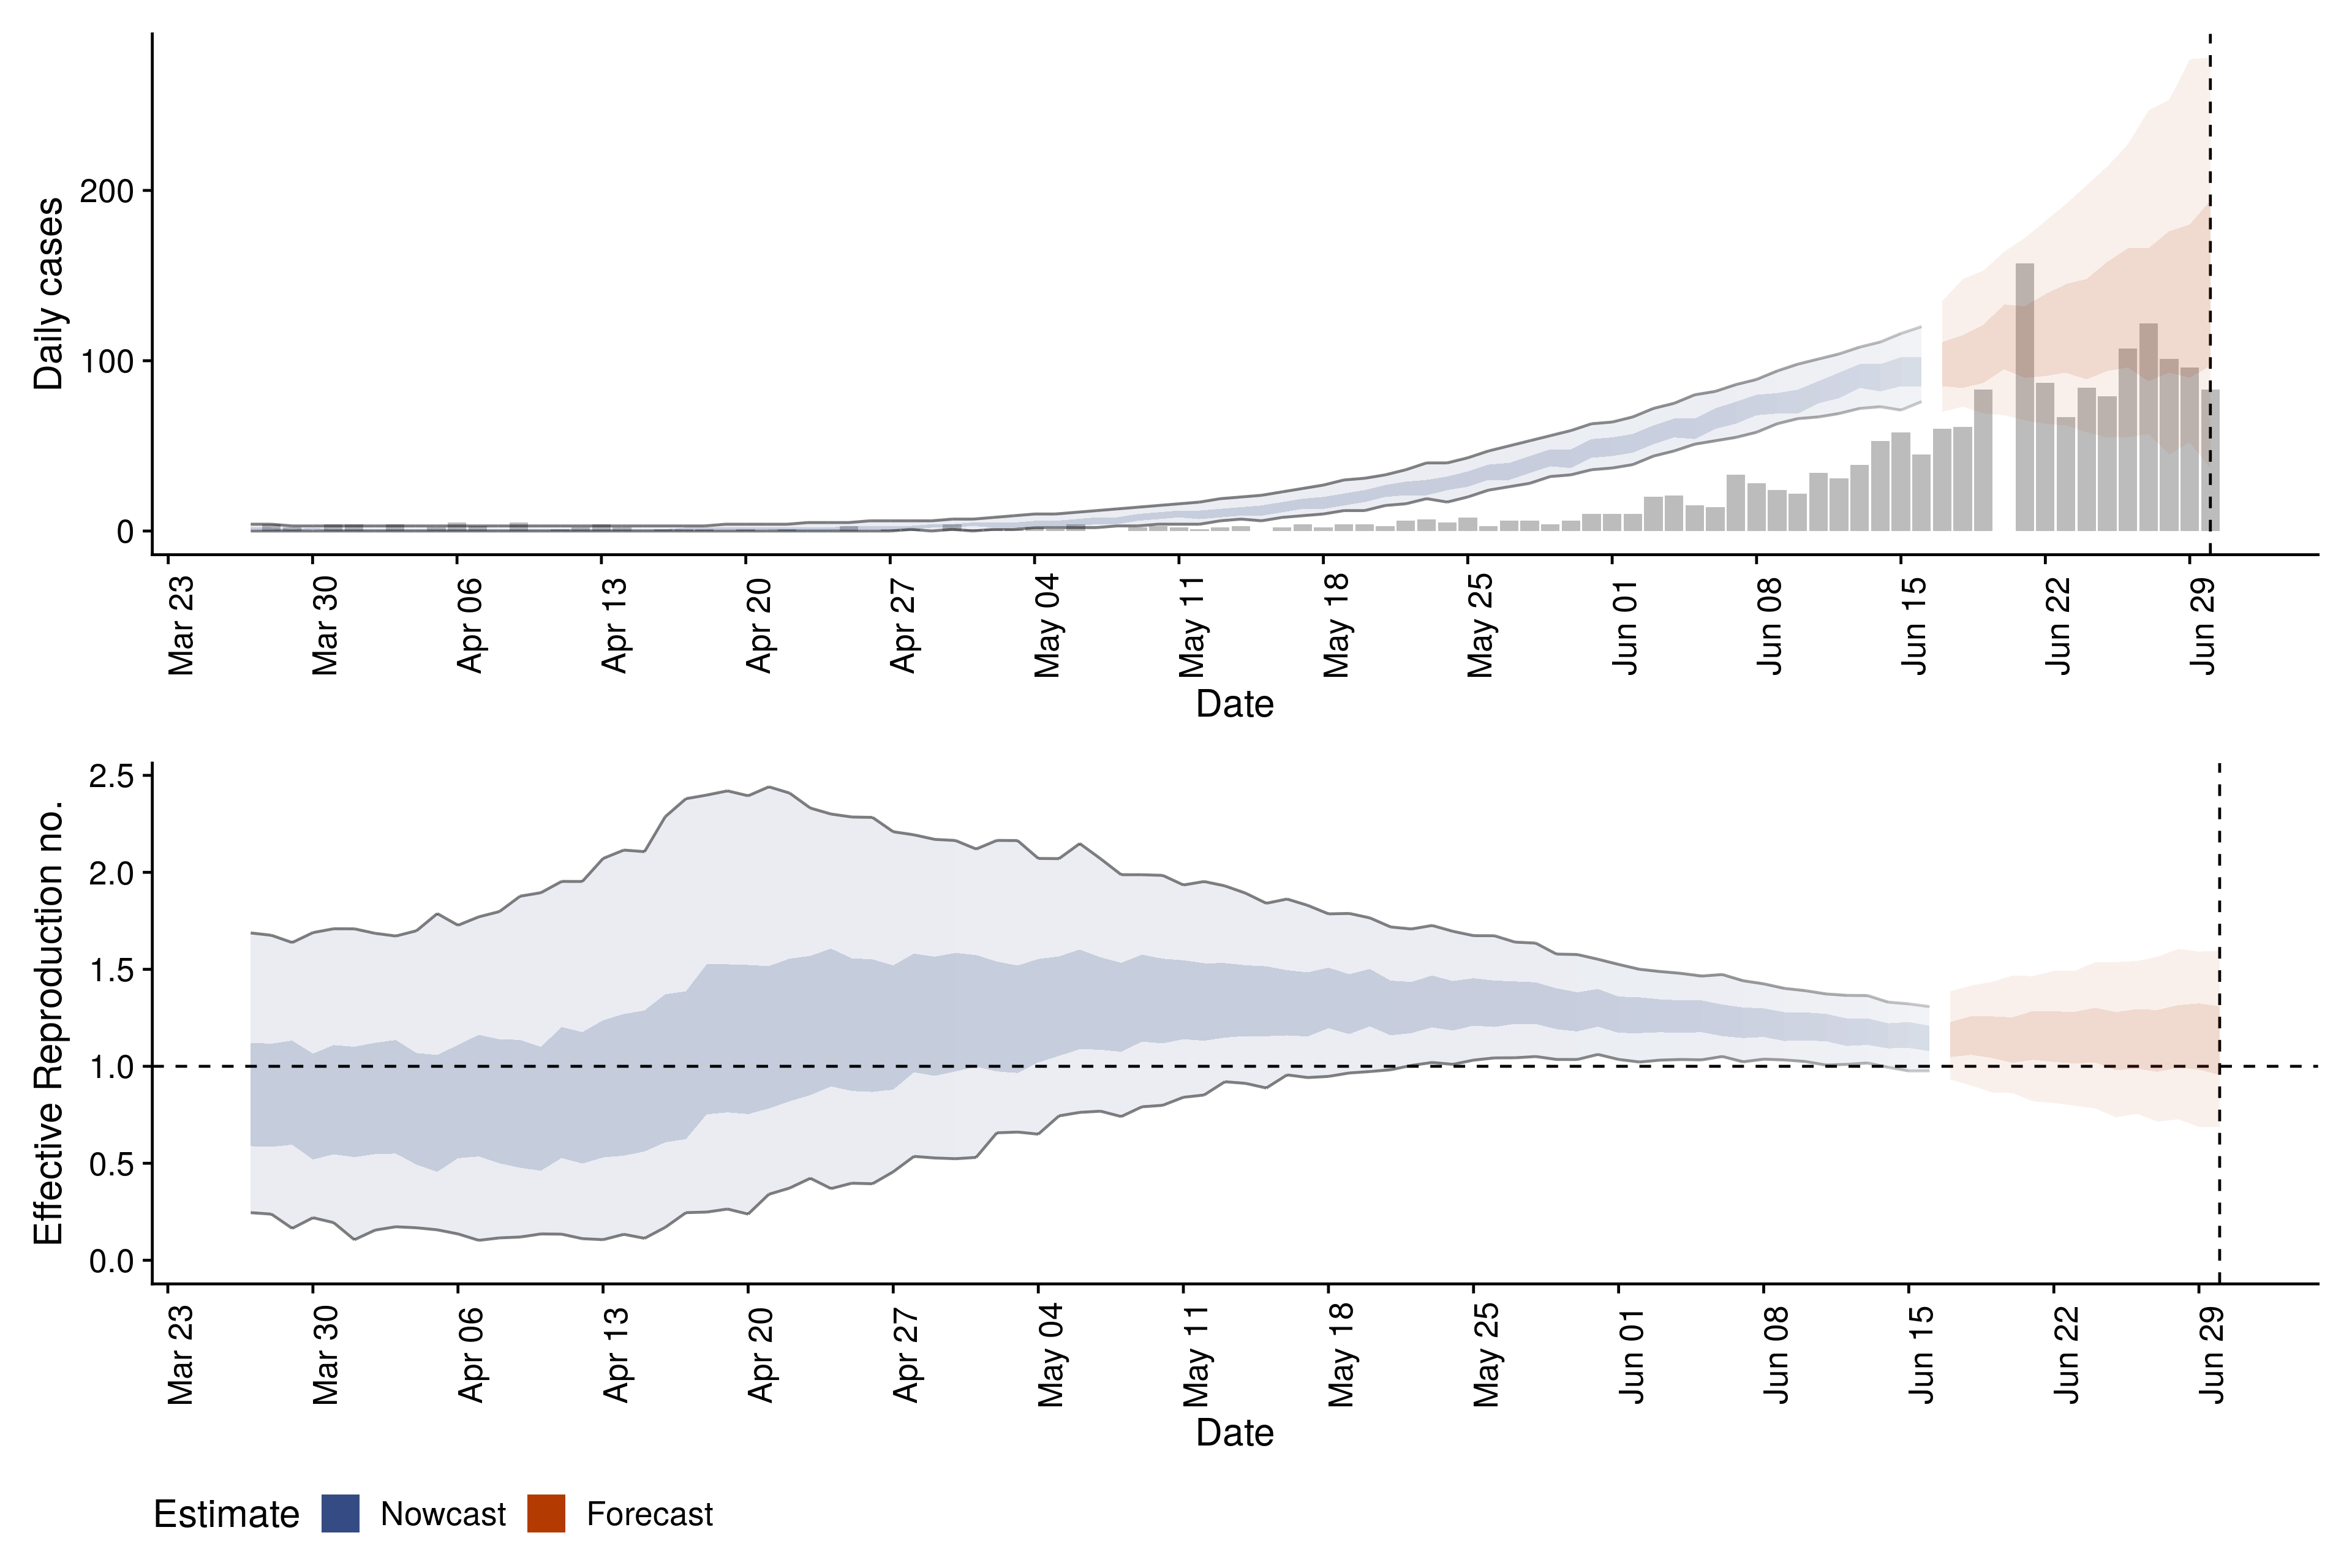 Daily cases
200
100
0
Mar 23
Mar 30
Apr 06
Apr 13
Apr 20
Apr 27
May 04
May 11
May 18
May 25
Jun 01
Jun 08
Jun 15
Jun 22
Jun 29
Date
Effective Reproduction no.
2.5
2.0
1.5
1.0
0.5
0.0
Mar 23
Mar 30
Apr 06
Apr 13
Apr 20
Apr 27
May 04
May 11
May 18
May 25
Jun 01
Jun 08
Jun 15
Jun 22
Jun 29
Date
Estimate Nowcast Forecast